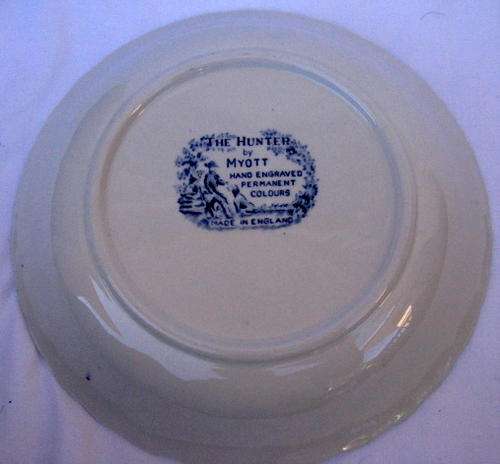 THE HUNTER
by
MYOTT
HAND ENGRAVED
PERMANENT
COLOURS
MADE IN ENGLAND